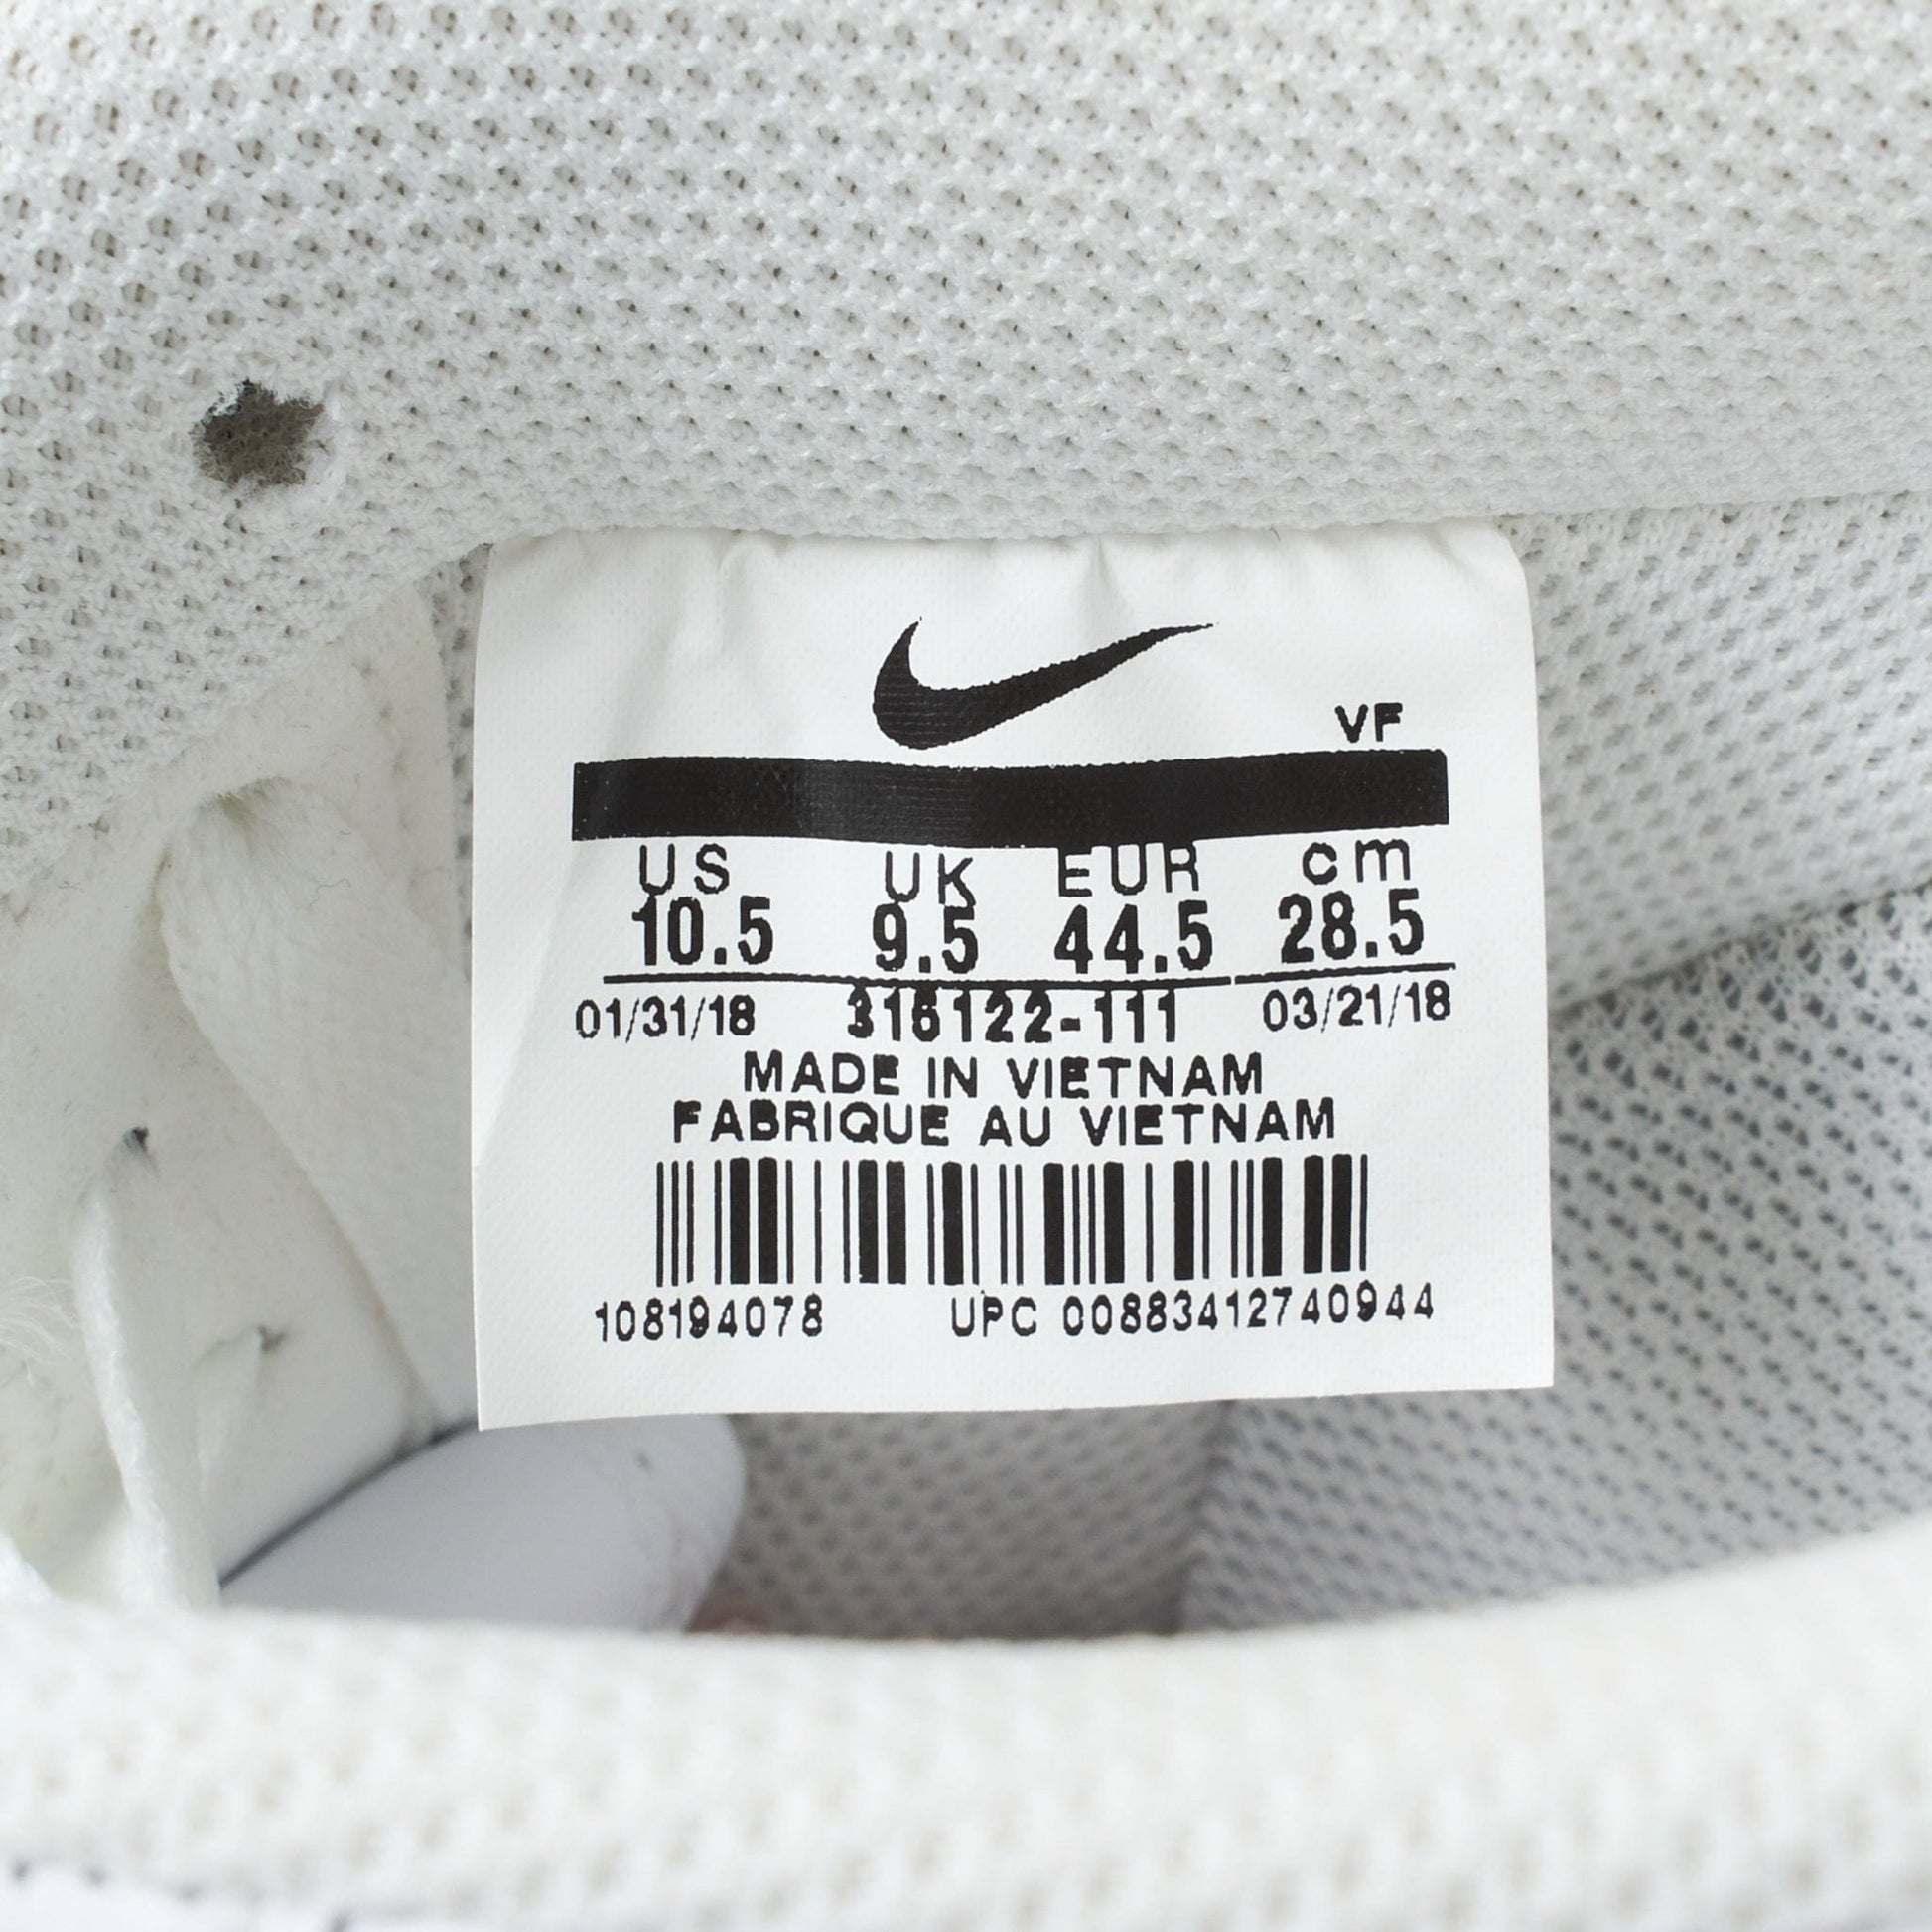 VF
US UK EUR cm
10.5 9.5 44.5 28.5
01/31/18 315122-111 03/21/18
MADE IN VIETNAM
FABRIQUE AU VIETNAM
108194078 UPC 00883412740944